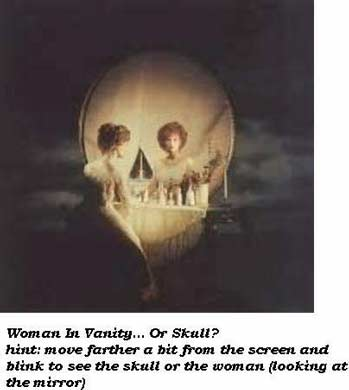 Woman In Vanity... Or Skull?
hint: move farther a bit from the screen and
blink to see the skull or the woman (looking at
the mirror)